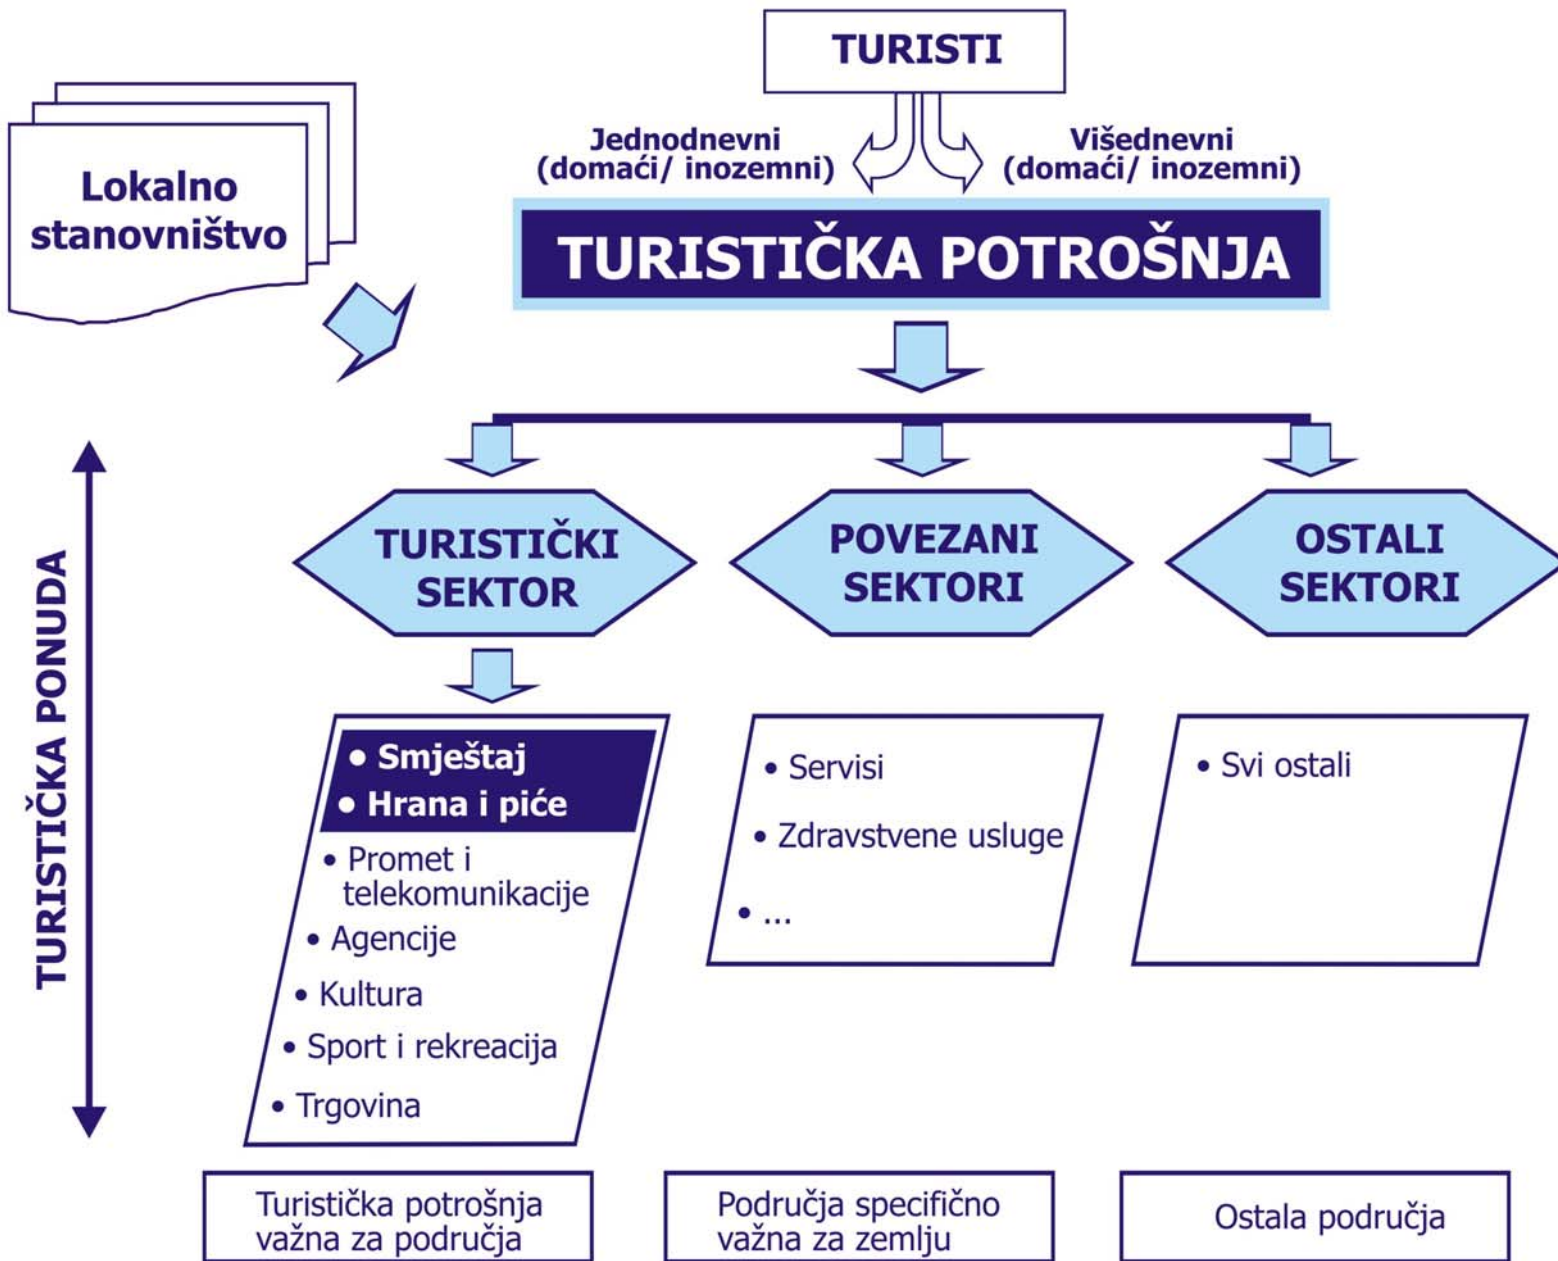 TURISTI
Jednodnevni
(domaći/ inozemni)
Višednevni
(domaći/ inozemni)
Lokalno
stanovništvo
TURISTIČKA POTROŠNJA
TURISTIČKA PONUDA
TURISTIČKI
SEKTOR
POVEZANI
SEKTORI
OSTALI
SEKTORI
• Smještaj
• Hrana i piće
• Promet i
telekomunikacije
• Agencije
• Kultura
• Sport i rekreacija
• Trgovina
• Servisi
• Zdravstvene usluge
• ...
• Svi ostali
Turistička potrošnja
važna za područja
Područja specifično
važna za zemlju
Ostala područja